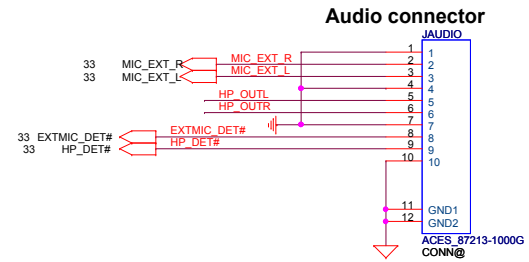 Audio connector
JAUDIO
1 1
33 MIC_EXT_R MIC_EXT_R 2 2
33 MIC_EXT_L MIC_EXT_L 3 3
4 4
HP_OUTL 5 5
HP_OUTR 6 6
7 7
33 EXTMIC_DET# EXTMIC_DET# 8 8
33 HP_DET# HP_DET# 9 9
10 10
11 GND1
12 GND2
ACES_87213-1000G
CONN@